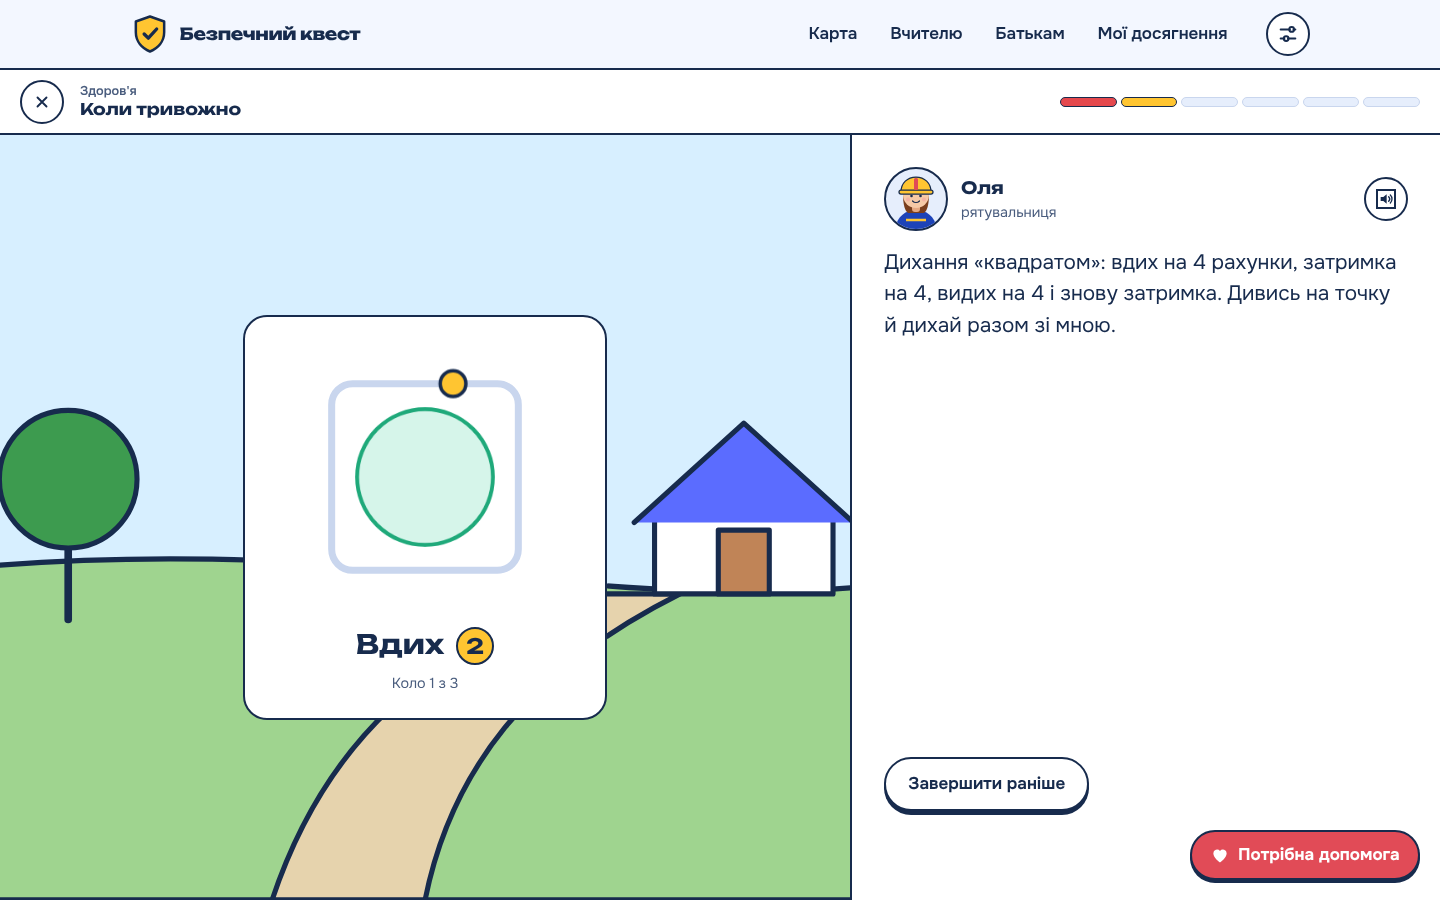 Безпечний квест
Карта
Вчителю
Батькам
Мої досягнення
Здоров'я
Коли тривожно
Оля
рятувальниця
Дихання «квадратом»: вдих на 4 рахунки, затримка
на 4, видих на 4 і знову затримка. Дивись на точку
й дихай разом зі мною.
Вдих 2
Коло 1 з 3
Завершити раніше
Потрібна допомога